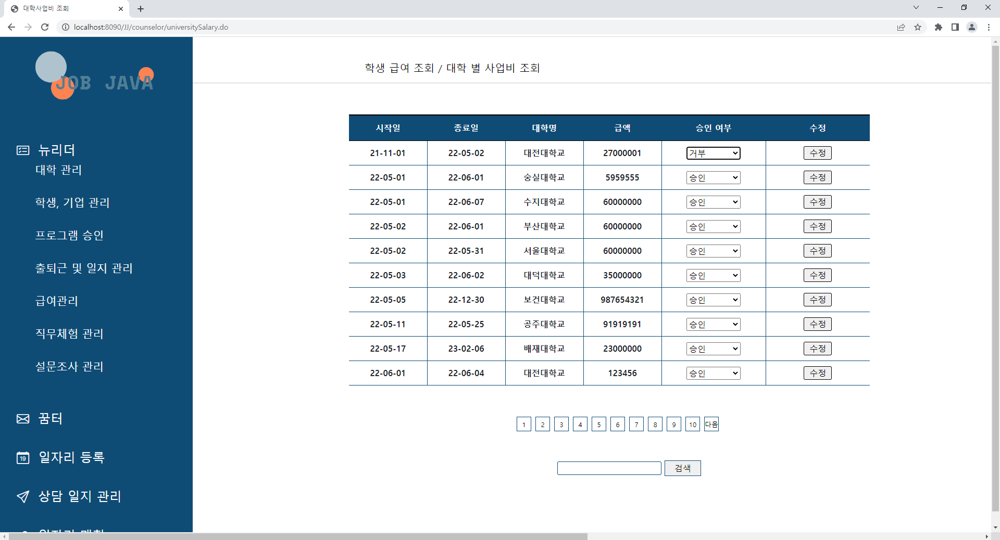 대학사업비 조회
localhost:8090/JJ/counselor/universitySalary.do
JOB JAVA
뉴리더
대학 관리
학생, 기업 관리
프로그램 승인
출퇴근 및 일지 관리
급여관리
직무체험 관리
설문조사 관리
꿈터
19
일자리 등록
상담 일지 관리
학생 급여 조회 / 대학 별 사업비 조회
시작일 종료일 대학명 급액 승인 여부 수정
21-11-01 22-05-02 대전대학교 27000001 거부 수정
22-05-01 22-06-01 숭실대학교 5959555 승인 수정
22-05-01 22-06-07 수지대학교 60000000 승인 수정
22-05-02 22-06-01 부산대학교 60000000 승인 수정
22-05-02 22-05-31 서울대학교 60000000 승인 수정
22-05-03 22-06-02 대덕대학교 35000000 승인 수정
22-05-05 22-12-30 보건대학교 987654321 승인 수정
22-05-11 22-05-25 공주대학교 91919191 승인 수정
22-05-17 23-02-06 배재대학교 23000000 승인 수정
22-06-01 22-06-04 대전대학교 123456 승인 수정
1 2 3 4 5 6 7 8 9 10 다음
검색